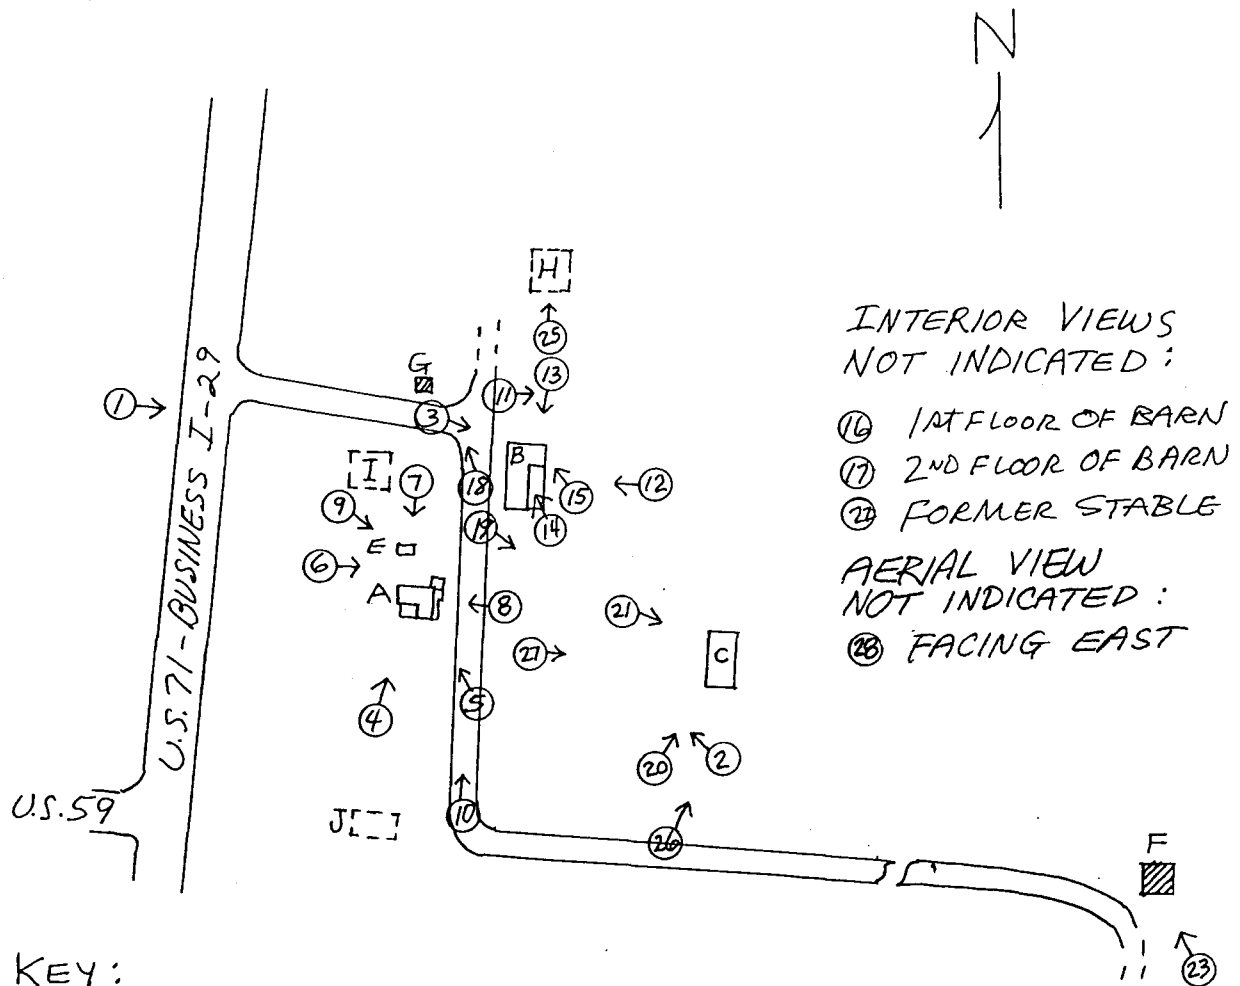 N
H
INTERIOR VIEWS
NOT INDICATED:
25
G
13
1
3
11
16 1ST FLOOR OF BARN
17 2ND FLOOR OF BARN
22 FORMER STABLE
I
7
18
B
15
12
9
19
14
E
6
AERIAL VIEW
NOT INDICATED:
28 FACING EAST
A
8
21
27
C
U.S. 71-BUSINESS I-29
4
5
20
2
U.S. 59
J
10
26
F
KEY:
23